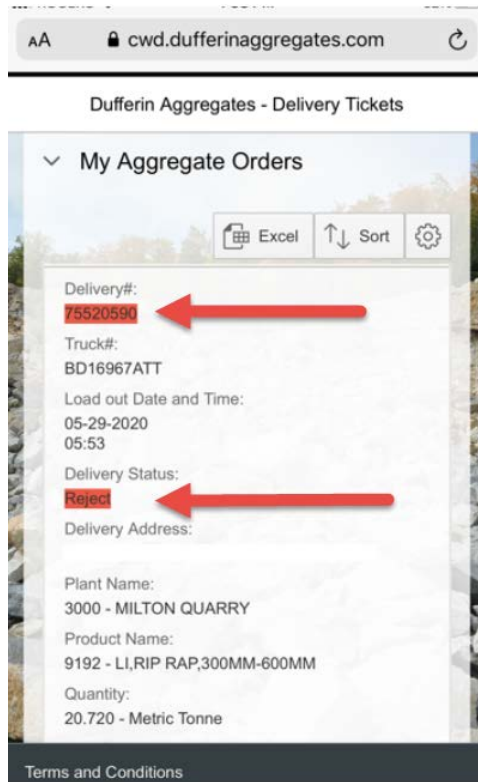 AA cwd.dufferinaggregates.com
Dufferin Aggregates - Delivery Tickets
My Aggregate Orders
Excel Sort
Delivery#:
75520590
Truck#:
BD16967ATT
Load out Date and Time:
05-29-2020
05:53
Delivery Status:
Reject
Delivery Address:
Plant Name:
3000 - MILTON QUARRY
Product Name:
9192 - LI,RIP RAP,300MM-600MM
Quantity:
20.720 - Metric Tonne
Terms and Conditions